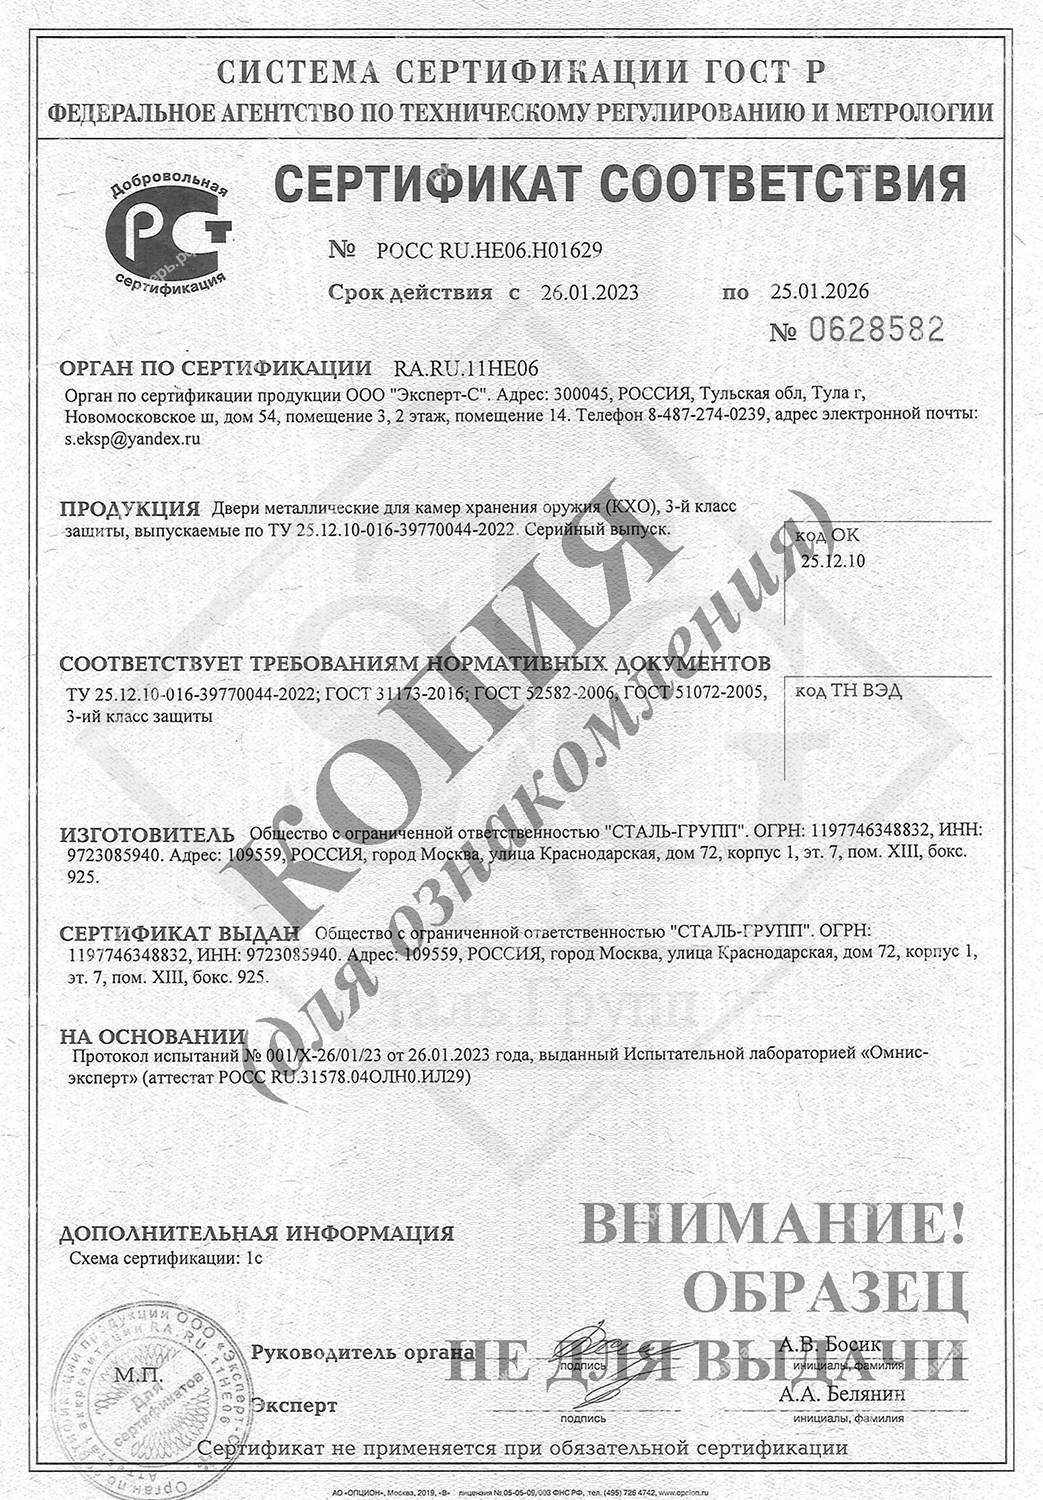 СИСТЕМА СЕРТИФИКАЦИИ ГОСТ Р
ФЕДЕРАЛЬНОЕ АГЕНТСТВО ПО ТЕХНИЧЕСКОМУ РЕГУЛИРОВАНИЮ И МЕТРОЛОГИИ
Добровольная
РСТ
сертификация
СЕРТИФИКАТ СООТВЕТСТВИЯ
№ РОСС RU.НЕ06.Н01629
Срок действия с 26.01.2023 по 25.01.2026
№ 0628582
ОРГАН ПО СЕРТИФИКАЦИИ RA.RU.11НЕ06
Орган по сертификации продукции ООО "Эксперт-С". Адрес: 300045, РОССИЯ, Тульская обл, Тула г,
Новомосковское ш, дом 54, помещение 3, 2 этаж, помещение 14. Телефон 8-487-274-0239, адрес электронной почты:
s.eksp@yandex.ru
ПРОДУКЦИЯ Двери металлические для камер хранения оружия (КХО), 3-й класс
защиты, выпускаемые по ТУ 25.12.10-016-39770044-2022. Серийный выпуск.
код ОК
25.12.10
СООТВЕТСТВУЕТ ТРЕБОВАНИЯМ НОРМАТИВНЫХ ДОКУМЕНТОВ
ТУ 25.12.10-016-39770044-2022; ГОСТ 31173-2016; ГОСТ 52582-2006, ГОСТ 51072-2005,
3-ий класс защиты
код ТН ВЭД
КОПИЯ
(для ознакомления)
ИЗГОТОВИТЕЛЬ Общество с ограниченной ответственностью "СТАЛЬ-ГРУПП". ОГРН: 1197746348832, ИНН:
9723085940. Адрес: 109559, РОССИЯ, город Москва, улица Краснодарская, дом 72, корпус 1, эт. 7, пом. XIII, бокс.
925.
СЕРТИФИКАТ ВЫДАН Общество с ограниченной ответственностью "СТАЛЬ-ГРУПП". ОГРН:
1197746348832, ИНН: 9723085940. Адрес: 109559, РОССИЯ, город Москва, улица Краснодарская, дом 72, корпус 1,
эт. 7, пом. XIII, бокс. 925.
Сталь Групп
НА ОСНОВАНИИ
Протокол испытаний № 001/Х-26/01/23 от 26.01.2023 года, выданный Испытательной лабораторией «Омнис-
эксперт» (аттестат РОСС RU.31578.04ОЛН0.ИЛ29)
ДОПОЛНИТЕЛЬНАЯ ИНФОРМАЦИЯ
Схема сертификации: 1с
ВНИМАНИЕ!
ОБРАЗЕЦ
НЕ ДЛЯ ВЫДАЧИ
М.П.
Для
сертификатов
Руководитель органа
подпись
А.В. Босик
инициалы, фамилия
Эксперт
подпись
А.А. Белянин
инициалы, фамилия
Сертификат не применяется при обязательной сертификации
АО «ОПЦИОН», Москва, 2019, «В» лицензия № 05-05-09/003 ФНС РФ, тел. (495) 726 4742, www.opcion.ru